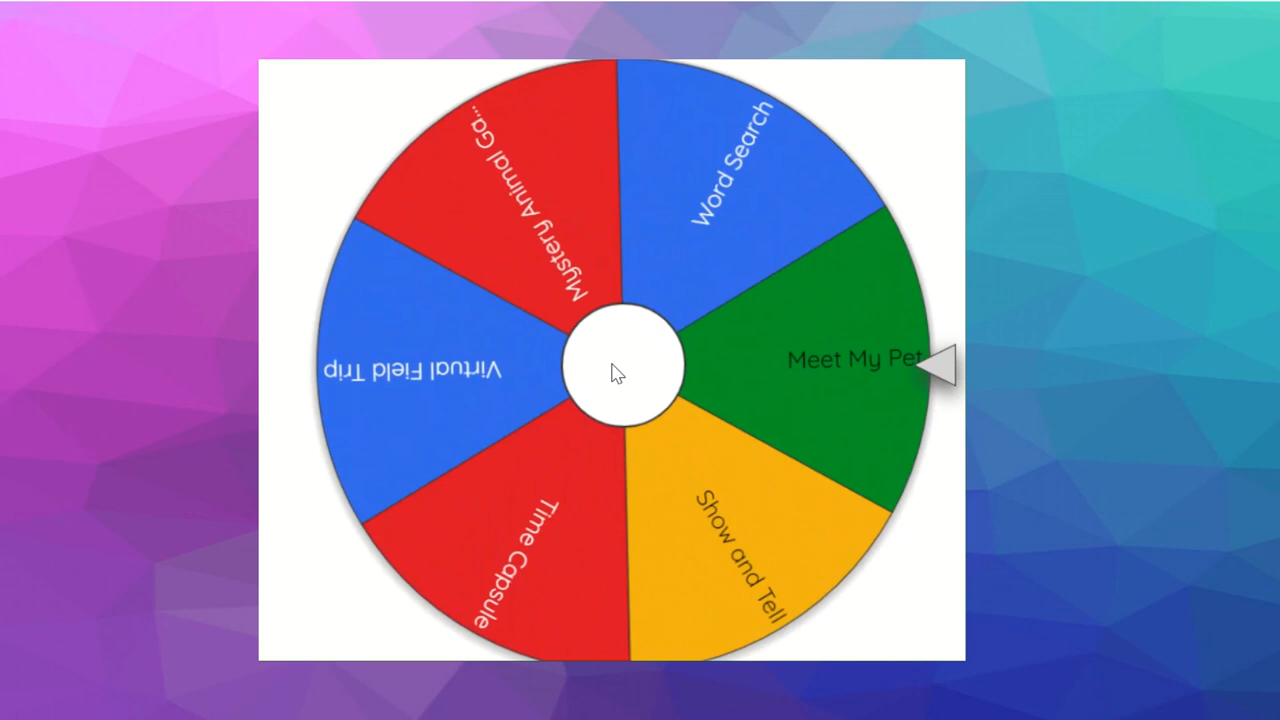 Mystery Animal Ga...
Word Search
Virtual Field Trip
Meet My Pet
Time Capsule
Show and Tell